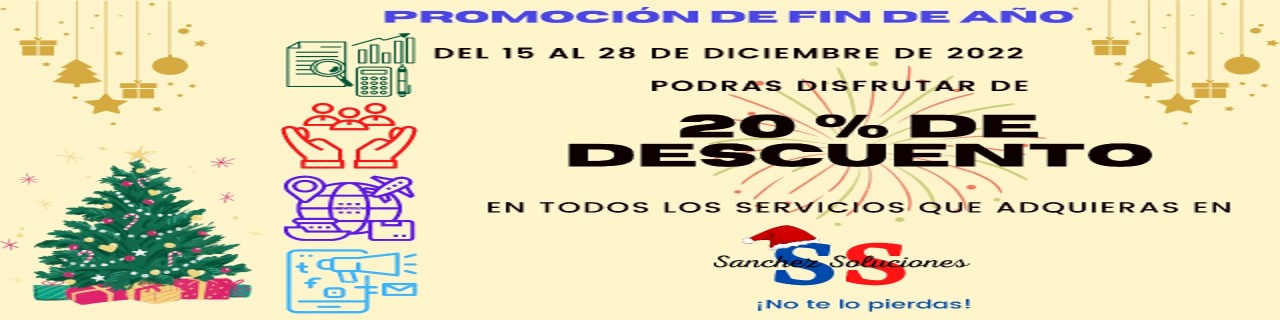 PROMOCIÓN DE FIN DE AÑO
DEL 15 AL 28 DE DICIEMBRE DE 2022
PODRAS DISFRUTAR DE
20 % DE
DESCUENTO
EN TODOS LOS SERVICIOS QUE ADQUIERAS EN
SS
Sanchez Soluciones
¡No te lo pierdas!